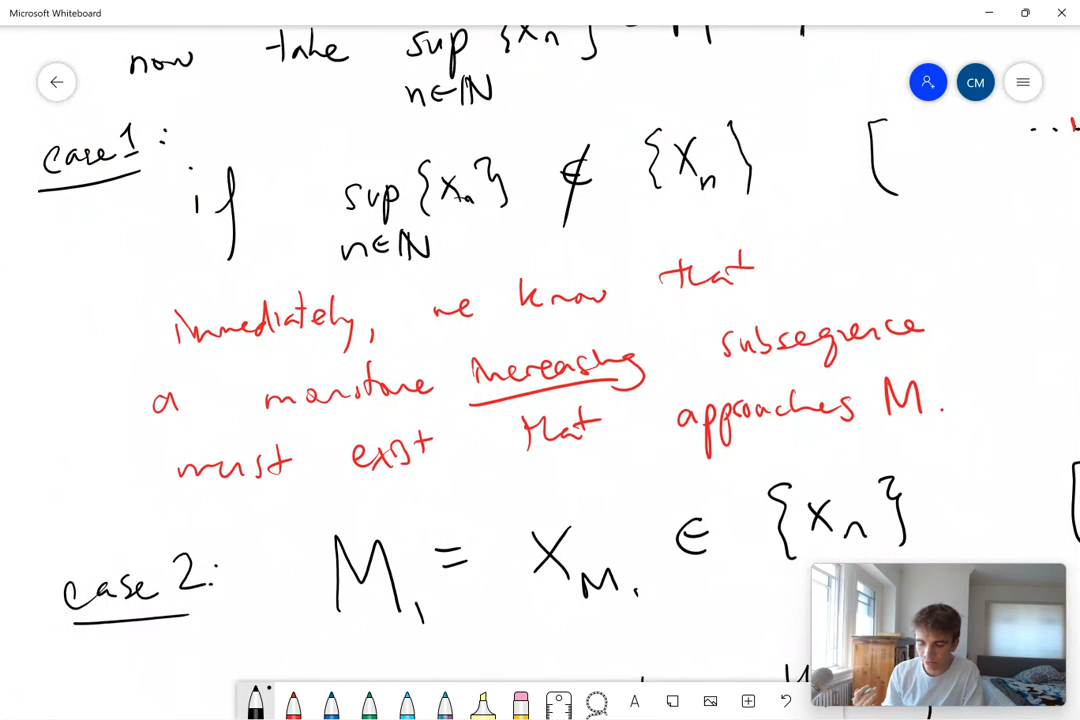 Microsoft Whiteboard
now take sup {xn}
n∈ℕ
CM
case 1:
if sup {xn} ∉ {xn} [ ..
n∈ℕ
immediately, we know that
a monotone increasing subsequence
must exist that approaches M.
case 2: M1 = XM1 ∈ {xn}
A